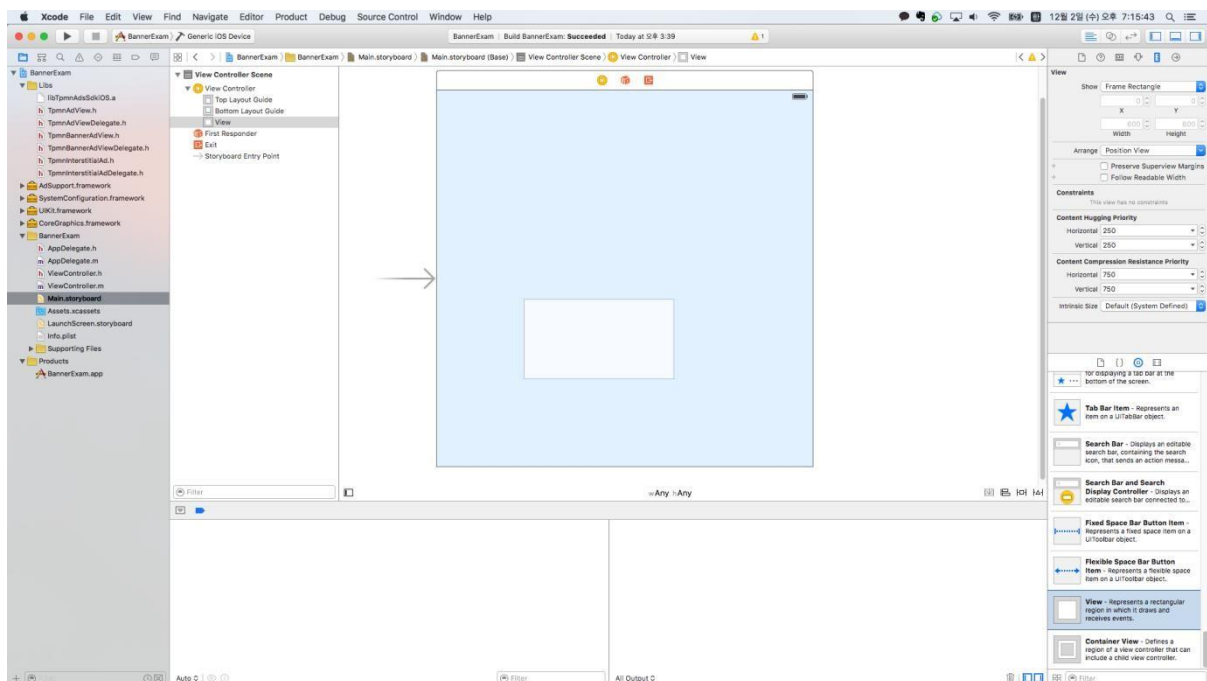 Xcode File Edit View Find Navigate Editor Product Debug Source Control Window Help
12월 2일 (수) 오후 7:15:43
BannerExam Generic iOS Device
BannerExam Build BannerExam: Succeeded Today at 오후 3:39
1
BannerExam
BannerExam
Main.storyboard
Main.storyboard (Base)
View Controller Scene
View Controller
View
BannerExam
Libs
libTpmnAdsSdkiOS.a
h TpmnAdView.h
h TpmnAdViewDelegate.h
h TpmnBannerAdView.h
h TpmnBannerAdViewDelegate.h
h TpmnInterstitialAd.h
h TpmnInterstitialAdDelegate.h
AdSupport.framework
SystemConfiguration.framework
UIKit.framework
CoreGraphics.framework
BannerExam
h AppDelegate.h
m AppDelegate.m
h ViewController.h
m ViewController.m
Main.storyboard
Assets.xcassets
LaunchScreen.storyboard
Info.plist
Supporting Files
Products
BannerExam.app
View Controller Scene
View Controller
Top Layout Guide
Bottom Layout Guide
View
First Responder
Exit
Storyboard Entry Point
Filter
wAny hAny
Auto
Filter
All Output
View
Show Frame Rectangle
0 0
X Y
600 600
Width Height
Arrange Position View
Preserve Superview Margins
Follow Readable Width
Constraints
This view has no constraints
Content Hugging Priority
Horizontal 250
Vertical 250
Content Compression Resistance Priority
Horizontal 750
Vertical 750
Intrinsic Size Default (System Defined)
for displaying a tab bar at the
bottom of the screen.
Tab Bar Item - Represents an
item on a UITabBar object.
Search Bar - Displays an editable
search bar, containing the search
icon, that sends an action messa...
Search Bar and Search
Display Controller - Displays an
editable search bar connected to...
Fixed Space Bar Button Item -
Represents a fixed space item on a
UIToolbar object.
Flexible Space Bar Button
Item - Represents a flexible space
item on a UIToolbar object.
View - Represents a rectangular
region in which it draws and
receives events.
Container View - Defines a
region of a view controller that can
include a child view controller.
Filter